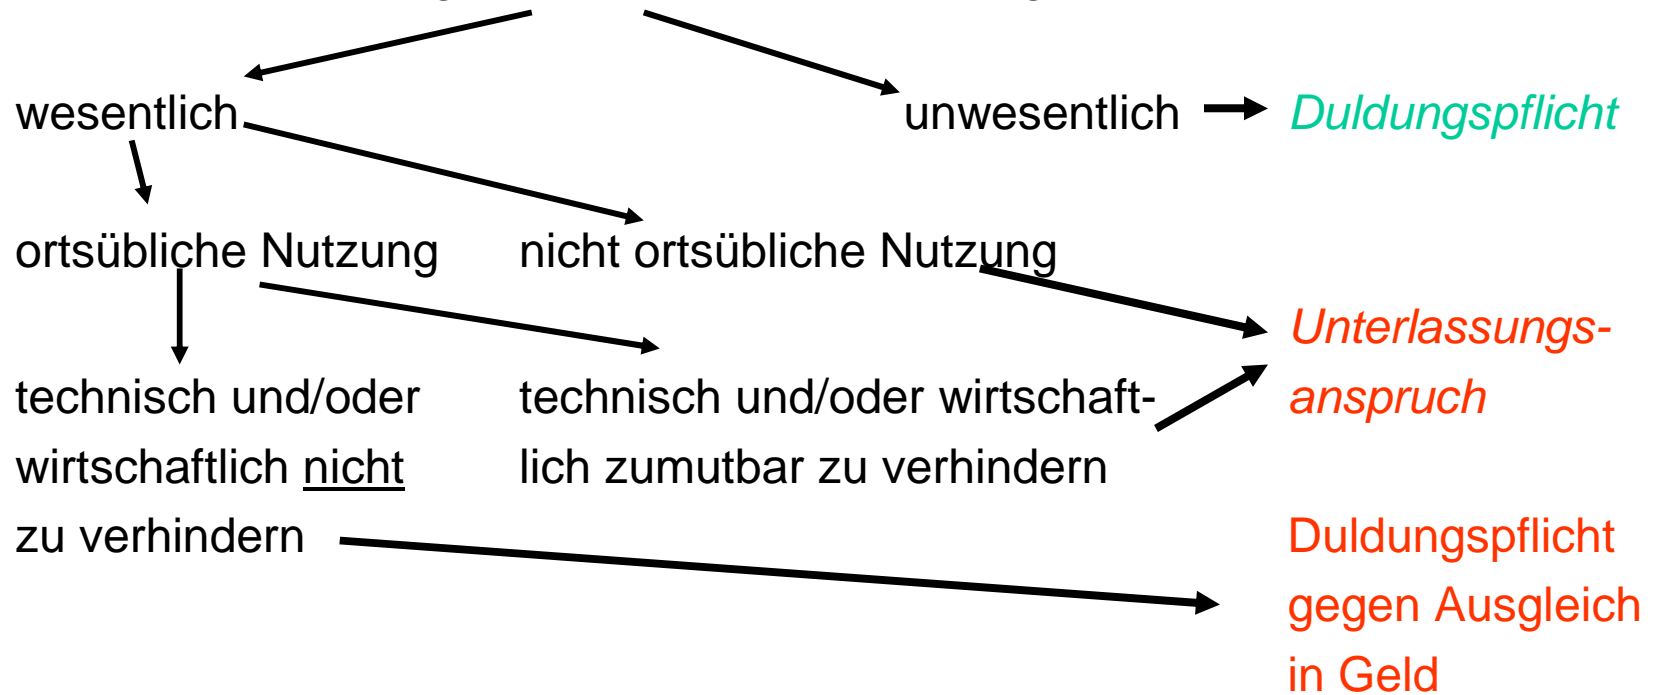 wesentlich
unwesentlich
Duldungspflicht
ortsübliche Nutzung
nicht ortsübliche Nutzung
Unterlassungs-
anspruch
technisch und/oder
wirtschaftlich nicht
zu verhindern
technisch und/oder wirtschaft-
lich zumutbar zu verhindern
Duldungspflicht
gegen Ausgleich
in Geld